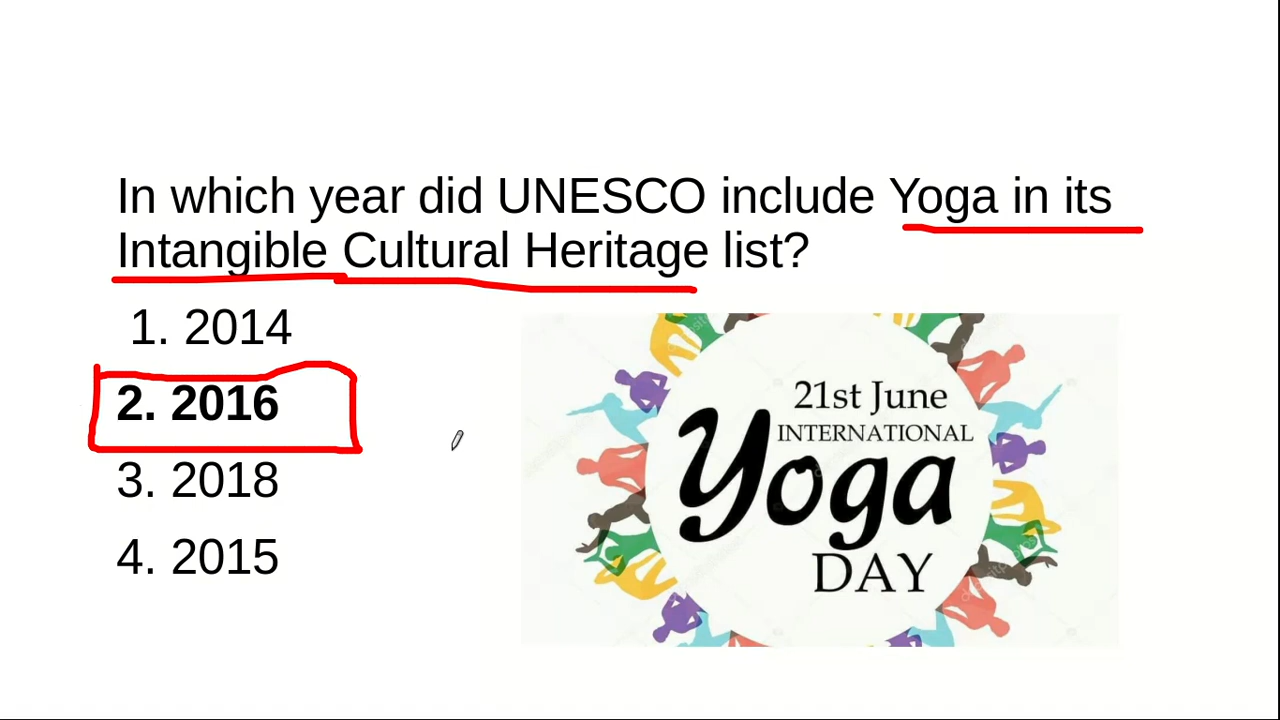 In which year did UNESCO include Yoga in its
Intangible Cultural Heritage list?
1. 2014
2. 2016
3. 2018
4. 2015
21st June
INTERNATIONAL
Yoga
DAY